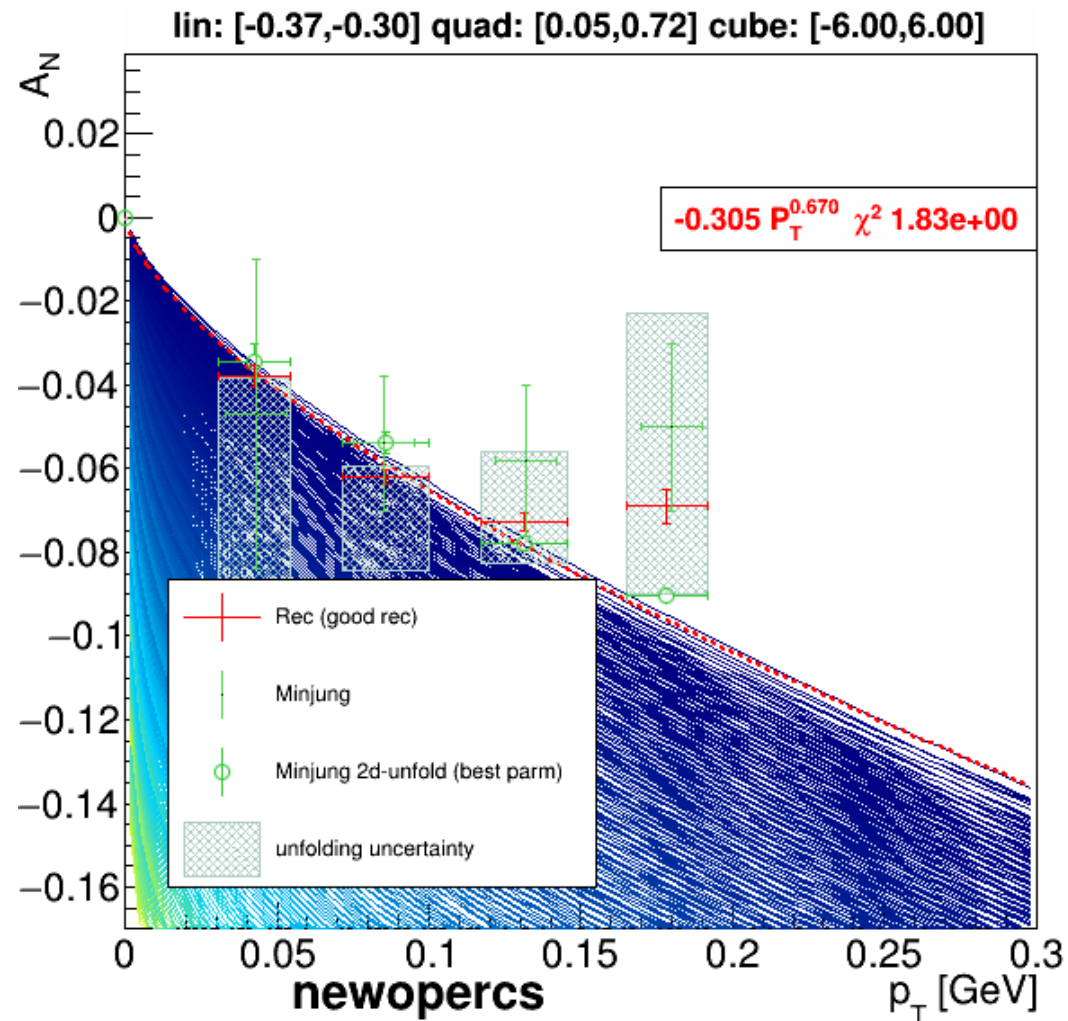 lin: [-0.37,-0.30] quad: [0.05,0.72] cube: [-6.00,6.00]
A_N
0.02
0
−0.02
−0.04
−0.06
−0.08
−0.1
−0.12
−0.14
−0.16
-0.305 P_T^0.670 χ² 1.83e+00
Rec (good rec)
Minjung
Minjung 2d-unfold (best parm)
unfolding uncertainty
0 0.05 0.1 0.15 0.2 0.25 0.3
newopercs
p_T [GeV]